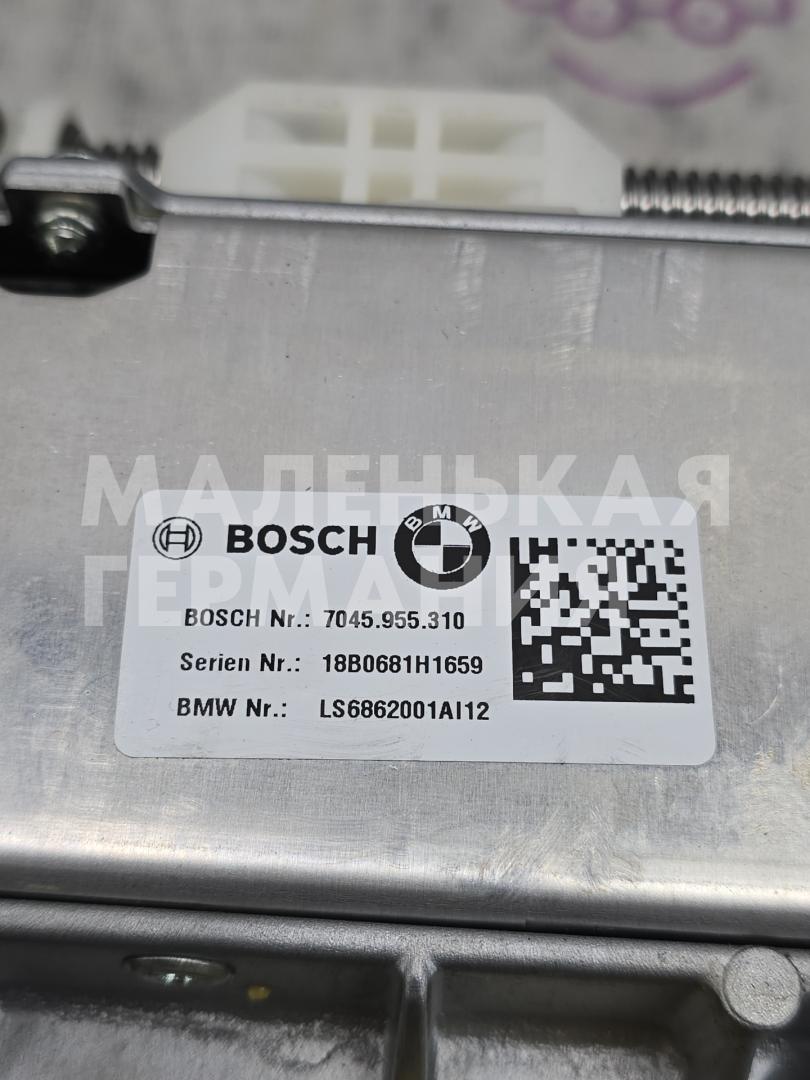 МАЛЕНЬКАЯ
ГЕРМАНИЯ
BOSCH BMW
BOSCH Nr.: 7045.955.310
Serien Nr.: 18B0681H1659
BMW Nr.: LS6862001AI12